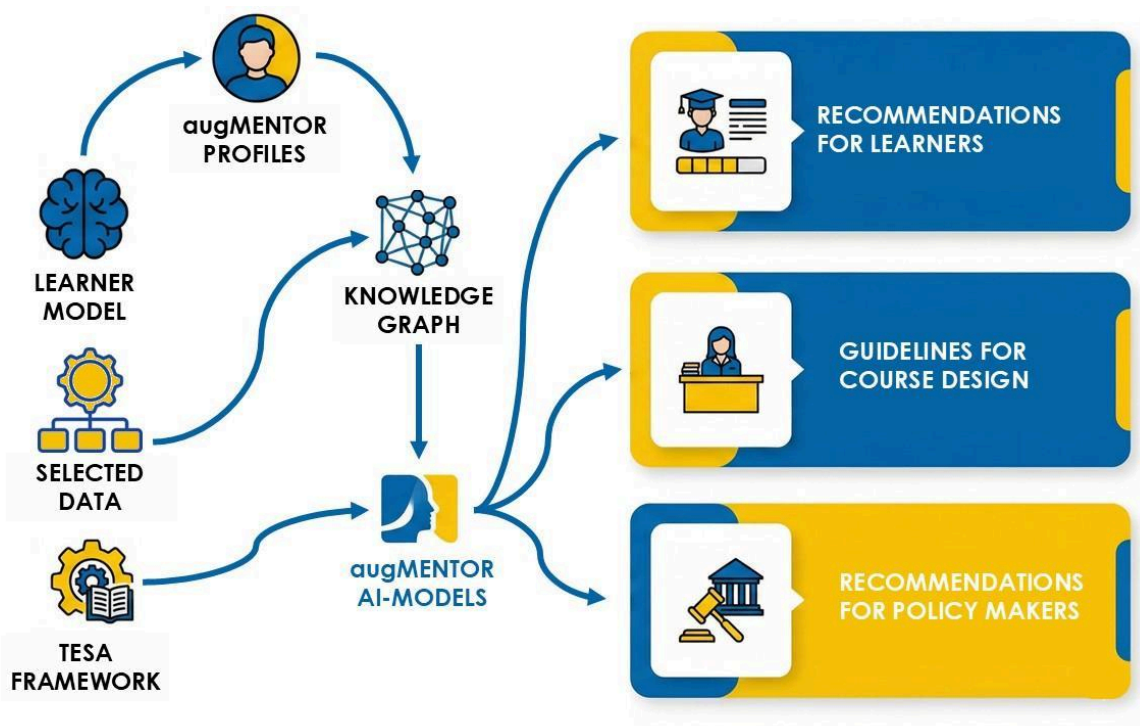 augMENTOR
PROFILES
LEARNER
MODEL
KNOWLEDGE
GRAPH
SELECTED
DATA
augMENTOR
AI-MODELS
TESA
FRAMEWORK
RECOMMENDATIONS
FOR LEARNERS
GUIDELINES FOR
COURSE DESIGN
RECOMMENDATIONS
FOR POLICY MAKERS